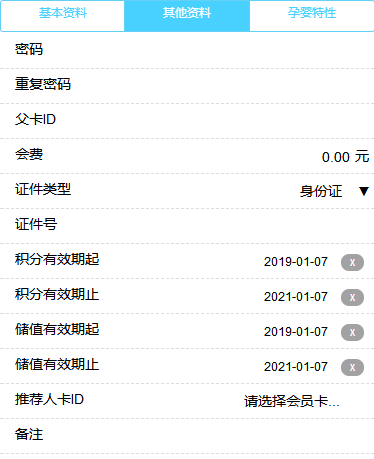 基本资料 其他资料 孕婴特性
密码
重复密码
父卡ID
会费 0.00 元
证件类型 身份证 ▼
证件号
积分有效期起 2019-01-07 x
积分有效期止 2021-01-07 x
储值有效期起 2019-01-07 x
储值有效期止 2021-01-07 x
推荐人卡ID 请选择会员卡...
备注